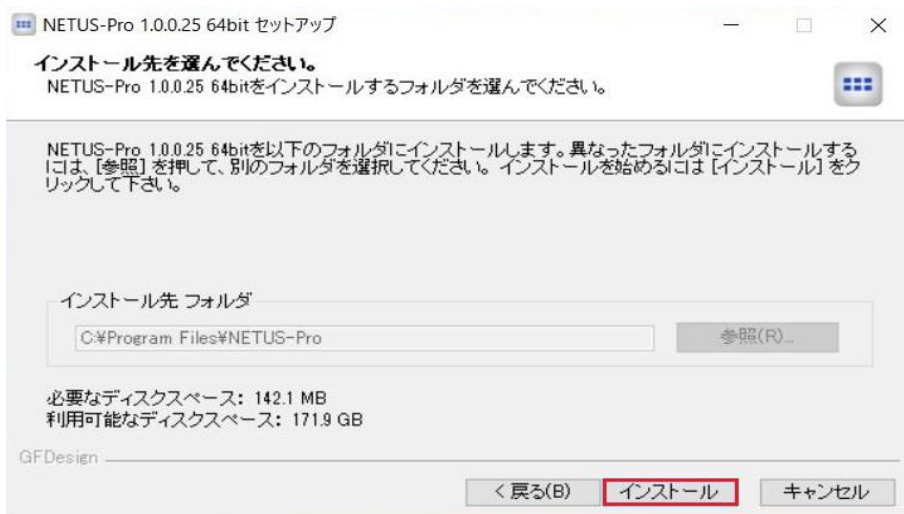 NETUS-Pro 1.0.0.25 64bit セットアップ
インストール先を選んでください。
NETUS-Pro 1.0.0.25 64bitをインストールするフォルダを選んでください。
NETUS-Pro 1.0.0.25 64bitを以下のフォルダにインストールします。異なったフォルダにインストールする
には、[参照] を押して、別のフォルダを選択してください。インストールを始めるには [インストール] をク
リックして下さい。
インストール先 フォルダ
C:¥Program Files¥NETUS-Pro
参照(R)...
必要なディスクスペース: 142.1 MB
利用可能なディスクスペース: 171.9 GB
GFDesign
< 戻る(B)
インストール
キャンセル